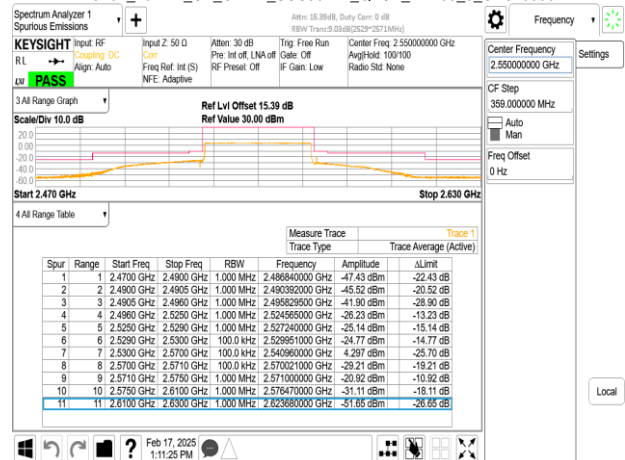 Spectrum Analyzer 1
Spurious Emissions
Attn: 15.39dB, Duty Corr: 0 dB
RBW Trans:9.03dB(2529~2571MHz)
Frequency
KEYSIGHT
Input: RF
Input Z: 50 Ω
Atten: 30 dB
Trig: Free Run
Center Freq: 2.550000000 GHz
RL
Coupling: DC
Corr
Pre: Int off, LNA off
Gate: Off
Avg|Hold: 100/100
Align: Auto
Freq Ref: Int (S)
RF Preset: Off
IF Gain: Low
Radio Std: None
LXI PASS
NFE: Adaptive
Center Frequency
2.550000000 GHz
Settings
CF Step
359.000000 MHz
Auto
Man
Freq Offset
0 Hz
3 All Range Graph
Ref Lvl Offset 15.39 dB
Scale/Div 10.0 dB
Ref Value 30.00 dBm
20.0
0.00
-20.0
-40.0
-60.0
Start 2.470 GHz
Stop 2.630 GHz
4 All Range Table
Measure Trace Trace 1
Trace Type Trace Average (Active)
Spur Range Start Freq Stop Freq RBW Frequency Amplitude ΔLimit
1 1 2.4700 GHz 2.4900 GHz 1.000 MHz 2.486840000 GHz -47.43 dBm -22.43 dB
2 2 2.4900 GHz 2.4905 GHz 1.000 MHz 2.490392000 GHz -45.52 dBm -20.52 dB
3 3 2.4905 GHz 2.4960 GHz 1.000 MHz 2.495829500 GHz -41.90 dBm -28.90 dB
4 4 2.4960 GHz 2.5250 GHz 1.000 MHz 2.524565000 GHz -26.23 dBm -13.23 dB
5 5 2.5250 GHz 2.5290 GHz 1.000 MHz 2.527240000 GHz -25.14 dBm -15.14 dB
6 6 2.5290 GHz 2.5300 GHz 100.0 kHz 2.529951000 GHz -24.77 dBm -14.77 dB
7 7 2.5300 GHz 2.5700 GHz 100.0 kHz 2.540960000 GHz 4.297 dBm -25.70 dB
8 8 2.5700 GHz 2.5710 GHz 100.0 kHz 2.570021000 GHz -29.21 dBm -19.21 dB
9 9 2.5710 GHz 2.5750 GHz 1.000 MHz 2.571000000 GHz -20.92 dBm -10.92 dB
10 10 2.5750 GHz 2.6100 GHz 1.000 MHz 2.576470000 GHz -31.11 dBm -18.11 dB
11 11 2.6100 GHz 2.6300 GHz 1.000 MHz 2.623680000 GHz -51.65 dBm -26.65 dB
Local
Feb 17, 2025
1:11:25 PM